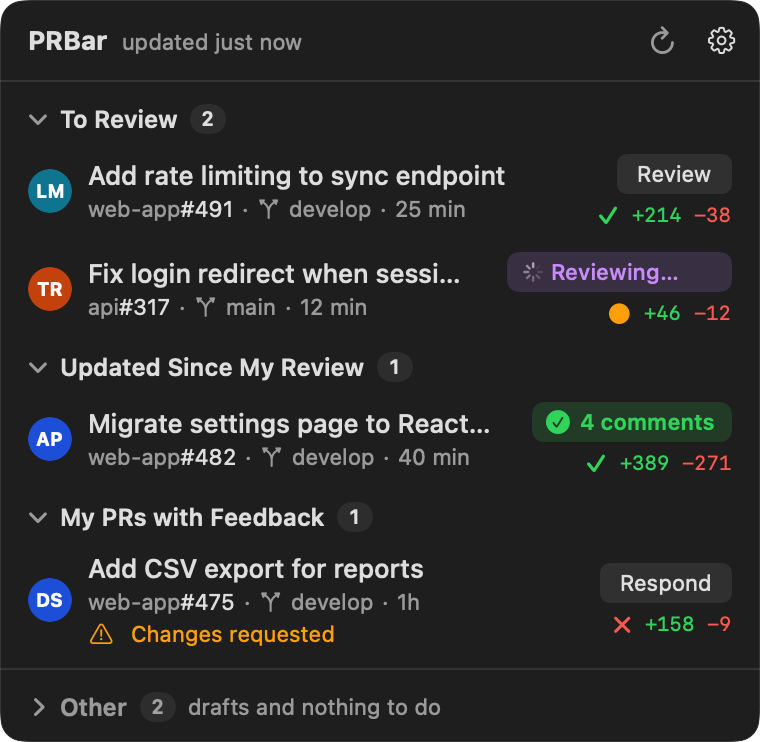 PRBar updated just now
To Review 2
LM Add rate limiting to sync endpoint Review
web-app#491 · develop · 25 min +214 −38
TR Fix login redirect when sessi... Reviewing...
api#317 · main · 12 min +46 −12
Updated Since My Review 1
AP Migrate settings page to React... 4 comments
web-app#482 · develop · 40 min +389 −271
My PRs with Feedback 1
DS Add CSV export for reports Respond
web-app#475 · develop · 1h +158 −9
Changes requested
Other 2 drafts and nothing to do